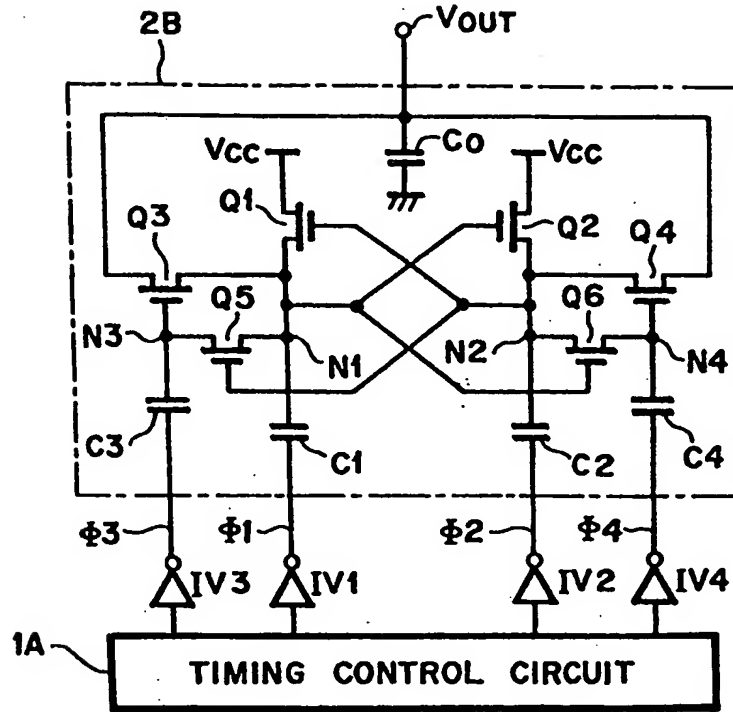 2B
VOUT
Vcc
Co
Vcc
Q1
Q2
Q3
Q4
Q5
Q6
N3
N1
N2
N4
C3
C1
C2
C4
Φ3
Φ1
Φ2
Φ4
IV3
IV1
IV2
IV4
1A
TIMING CONTROL CIRCUIT